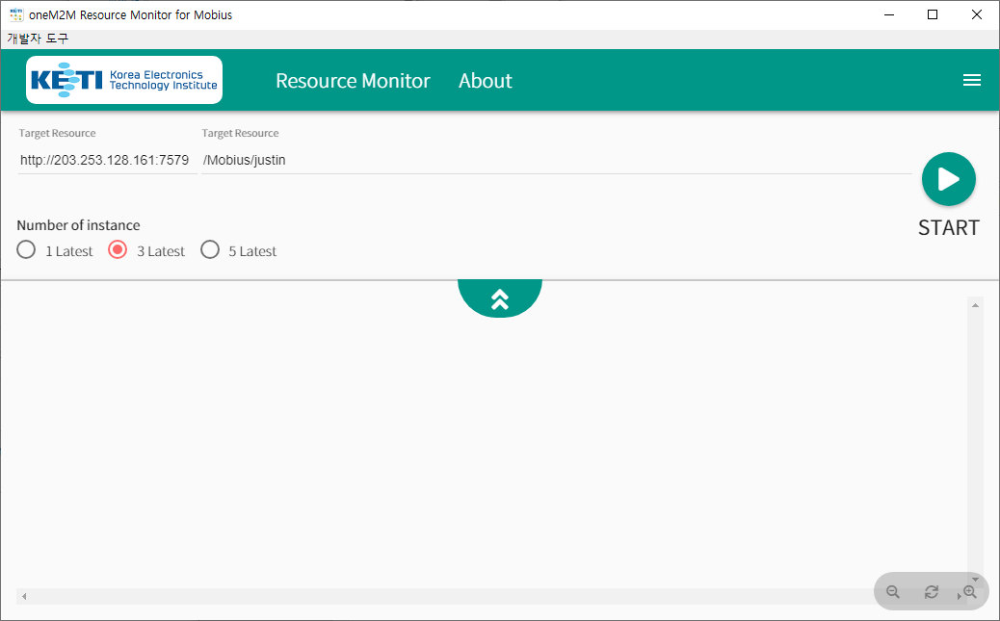 oneM2M Resource Monitor for Mobius
개발자 도구
KETI Korea Electronics
Technology Institute
Resource Monitor About
Target Resource Target Resource
http://203.253.128.161:7579 /Mobius/justin
START
Number of instance
1 Latest 3 Latest 5 Latest